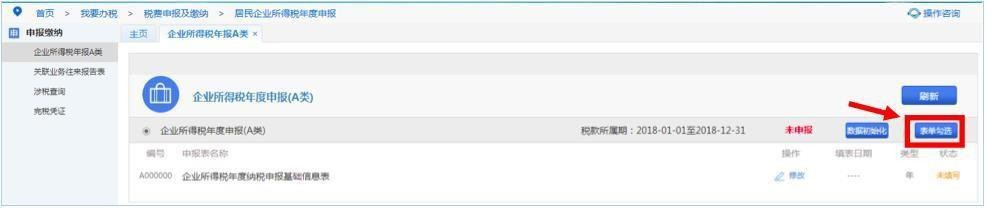 首页 > 我要办税 > 税费申报及缴纳 > 居民企业所得税年度申报 操作咨询
申报缴纳 主页 企业所得税年报A类 ×
企业所得税年报A类
关联业务往来报告表
涉税查询
完税凭证
企业所得税年度申报(A类) 刷新
企业所得税年度申报(A类) 税款所属期：2018-01-01至2018-12-31 未申报 数据初始化 表单勾选
编号 申报表名称 操作 填表日期 类型 状态
A000000 企业所得税年度纳税申报基础信息表 修改 ---- 年 未填写